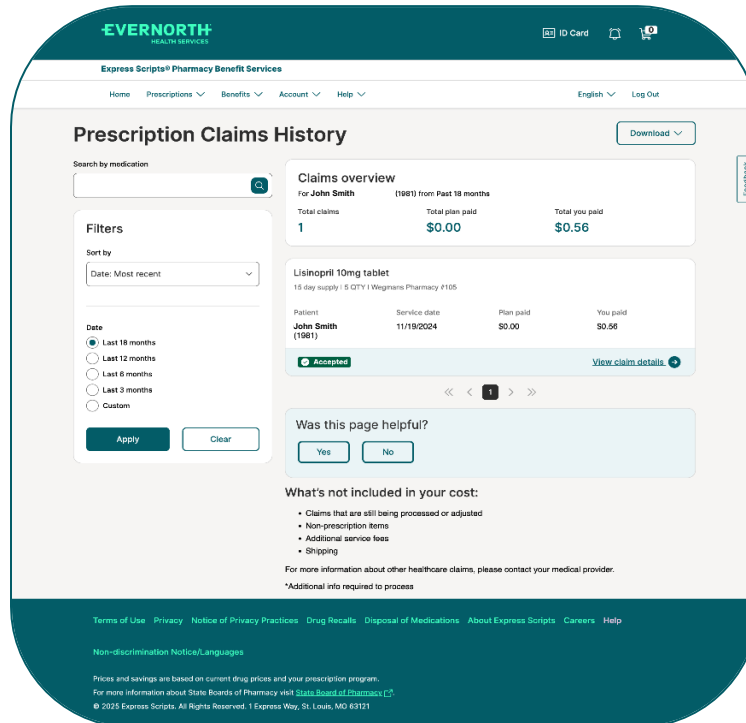 EVERNORTH
HEALTH SERVICES
ID Card
0
Express Scripts® Pharmacy Benefit Services
Home Prescriptions Benefits Account Help English Log Out
Prescription Claims History
Download
Search by medication
Filters
Sort by
Date: Most recent
Date
Last 18 months
Last 12 months
Last 6 months
Last 3 months
Custom
Apply Clear
Claims overview
For John Smith (1981) from Past 18 months
Total claims Total plan paid Total you paid
1 $0.00 $0.56
Lisinopril 10mg tablet
15 day supply | 5 QTY | Wegmans Pharmacy #105
Patient Service date Plan paid You paid
John Smith 11/19/2024 $0.00 $0.56
(1981)
Accepted View claim details
1
Was this page helpful?
Yes No
What's not included in your cost:
• Claims that are still being processed or adjusted
• Non-prescription items
• Additional service fees
• Shipping
For more information about other healthcare claims, please contact your medical provider.
*Additional info required to process
Feedback
Terms of Use Privacy Notice of Privacy Practices Drug Recalls Disposal of Medications About Express Scripts Careers Help
Non-discrimination Notice/Languages
Prices and savings are based on current drug prices and your prescription program.
For more information about State Boards of Pharmacy visit State Board of Pharmacy.
© 2025 Express Scripts. All Rights Reserved. 1 Express Way, St. Louis, MO 63121